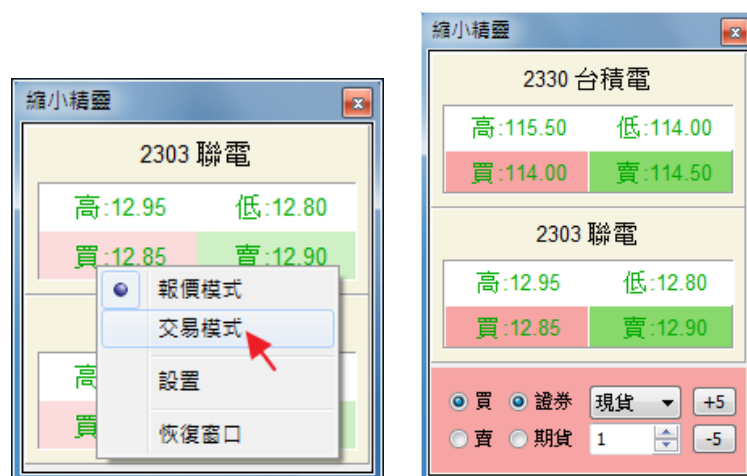 縮小精靈
2303 聯電
高:12.95 低:12.80
買:12.85 賣:12.90
報價模式
交易模式
設置
恢復窗口
高
買
縮小精靈
2330 台積電
高:115.50 低:114.00
買:114.00 賣:114.50
2303 聯電
高:12.95 低:12.80
買:12.85 賣:12.90
買 證券 現貨 +5
賣 期貨 1 -5